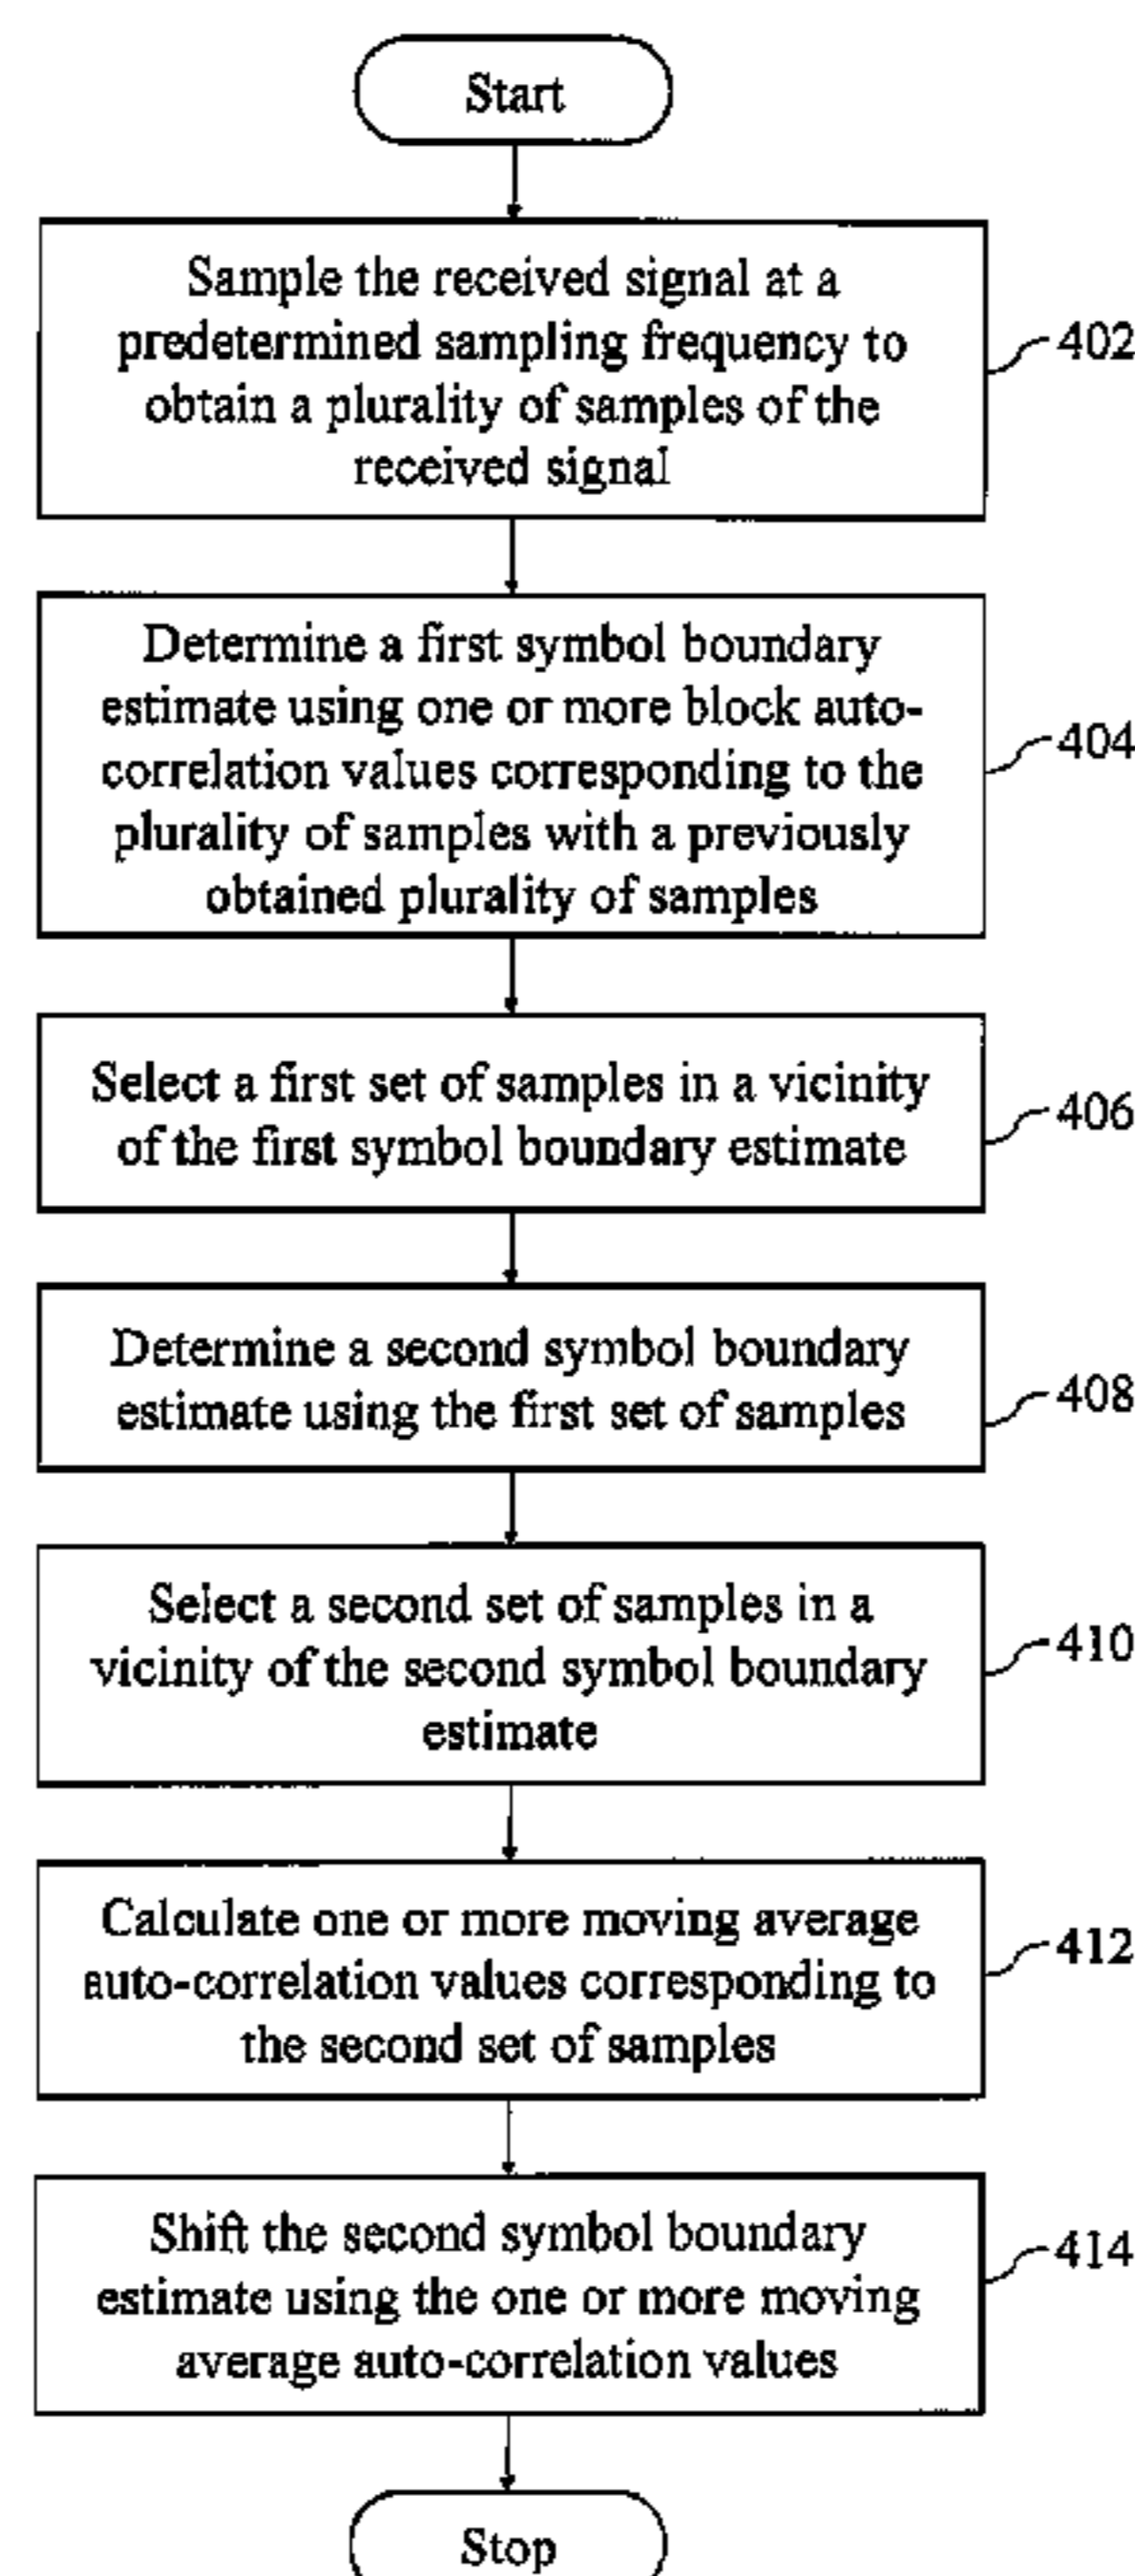 Start
Sample the received signal at a
predetermined sampling frequency to
obtain a plurality of samples of the
received signal
402
Determine a first symbol boundary
estimate using one or more block auto-
correlation values corresponding to the
plurality of samples with a previously
obtained plurality of samples
404
Select a first set of samples in a vicinity
of the first symbol boundary estimate
406
Determine a second symbol boundary
estimate using the first set of samples
408
Select a second set of samples in a
vicinity of the second symbol boundary
estimate
410
Calculate one or more moving average
auto-correlation values corresponding to
the second set of samples
412
Shift the second symbol boundary
estimate using the one or more moving
average auto-correlation values
414
Stop